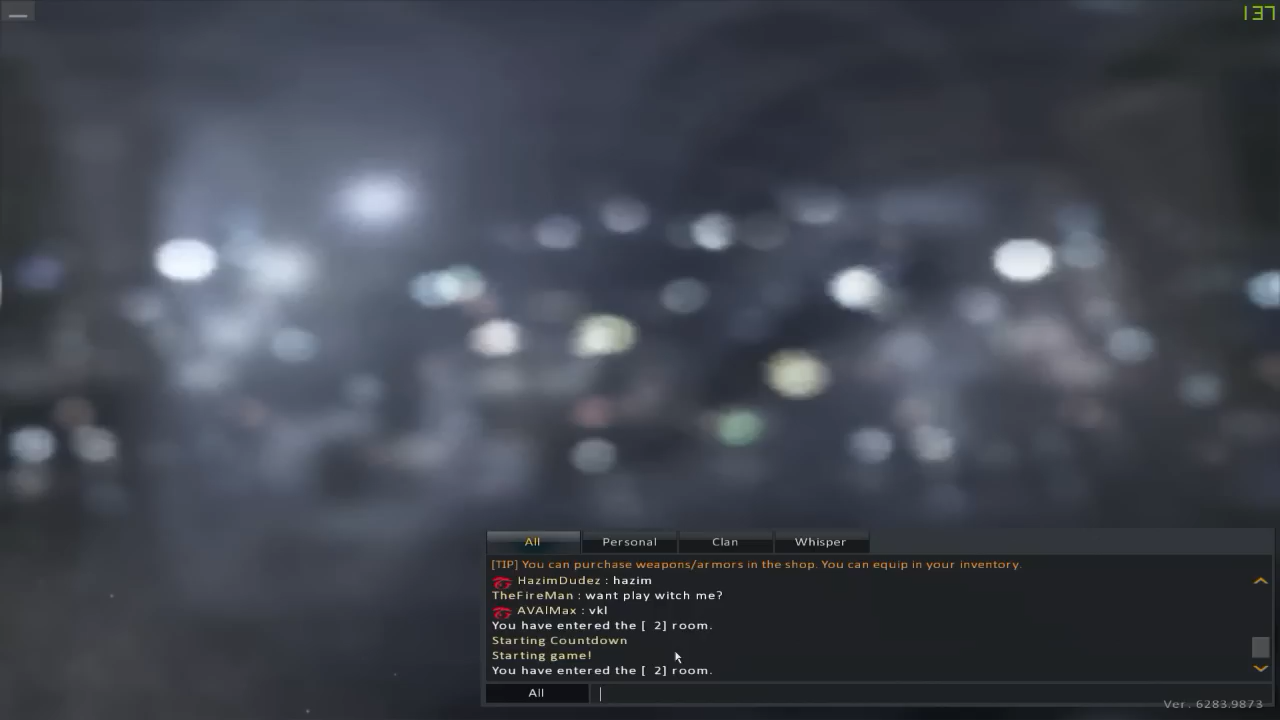 137
All Personal Clan Whisper
[TIP] You can purchase weapons/armors in the shop. You can equip in your inventory.
HazimDudez : hazim
TheFireMan : want play witch me?
AVAlMax : vkl
You have entered the [ 2] room.
Starting Countdown
Starting game!
You have entered the [ 2] room.
All
Ver. 6283.9873